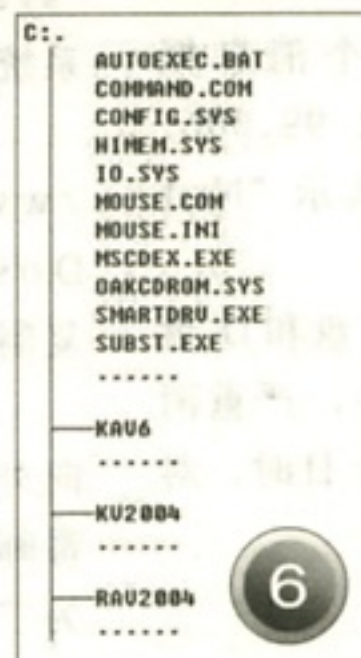 C:.
AUTOEXEC.BAT
COMMAND.COM
CONFIG.SYS
HIMEM.SYS
IO.SYS
MOUSE.COM
MOUSE.INI
MSCDEX.EXE
OAKCDROM.SYS
SMARTDRV.EXE
SUBST.EXE
......
KAV6
......
KV2004
......
RAV2004
......
6